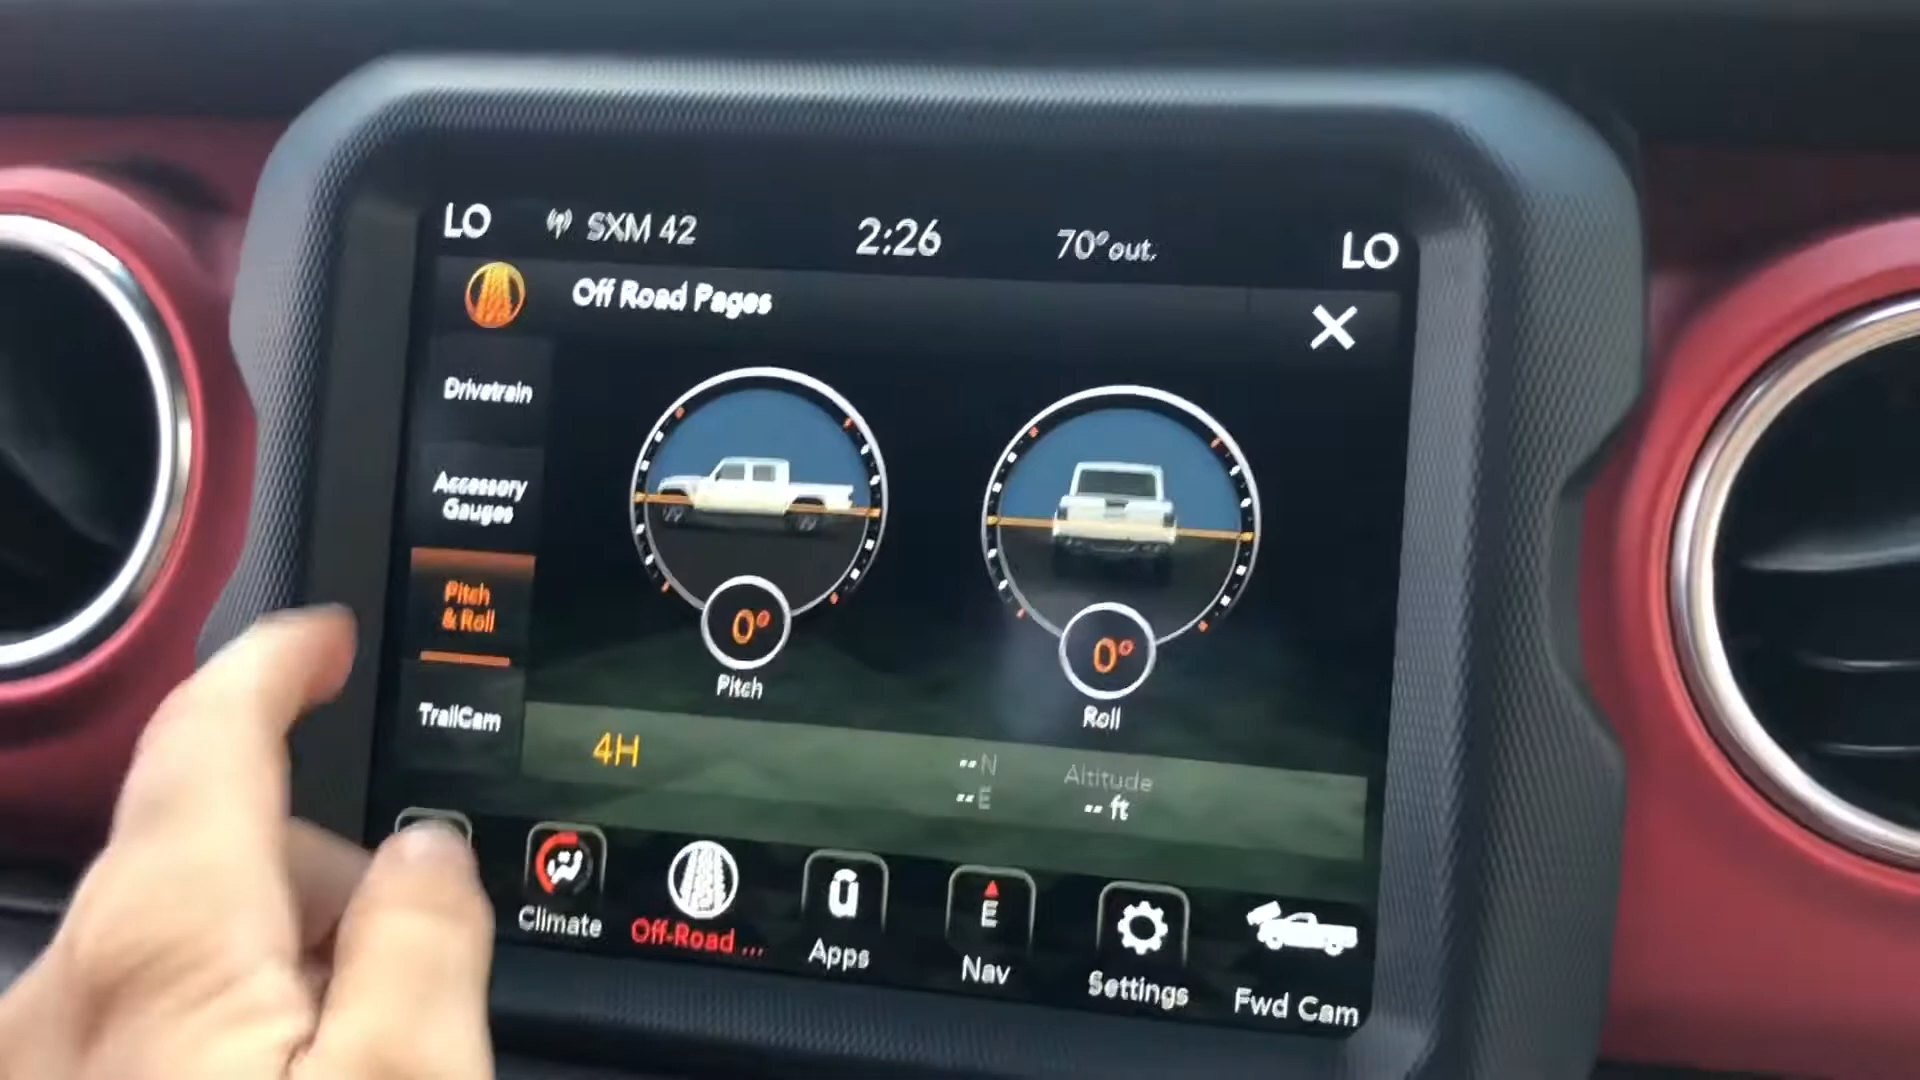 LO SXM 42 2:26 70°out. LO
Off Road Pages
Drivetrain
Accessory
Gauges
Pitch
& Roll
TrailCam
0°
Pitch
0°
Roll
4H
--N
--E
Altitude
-- ft
Climate
Off-Road ...
Apps
E
Nav
Settings
Fwd Cam